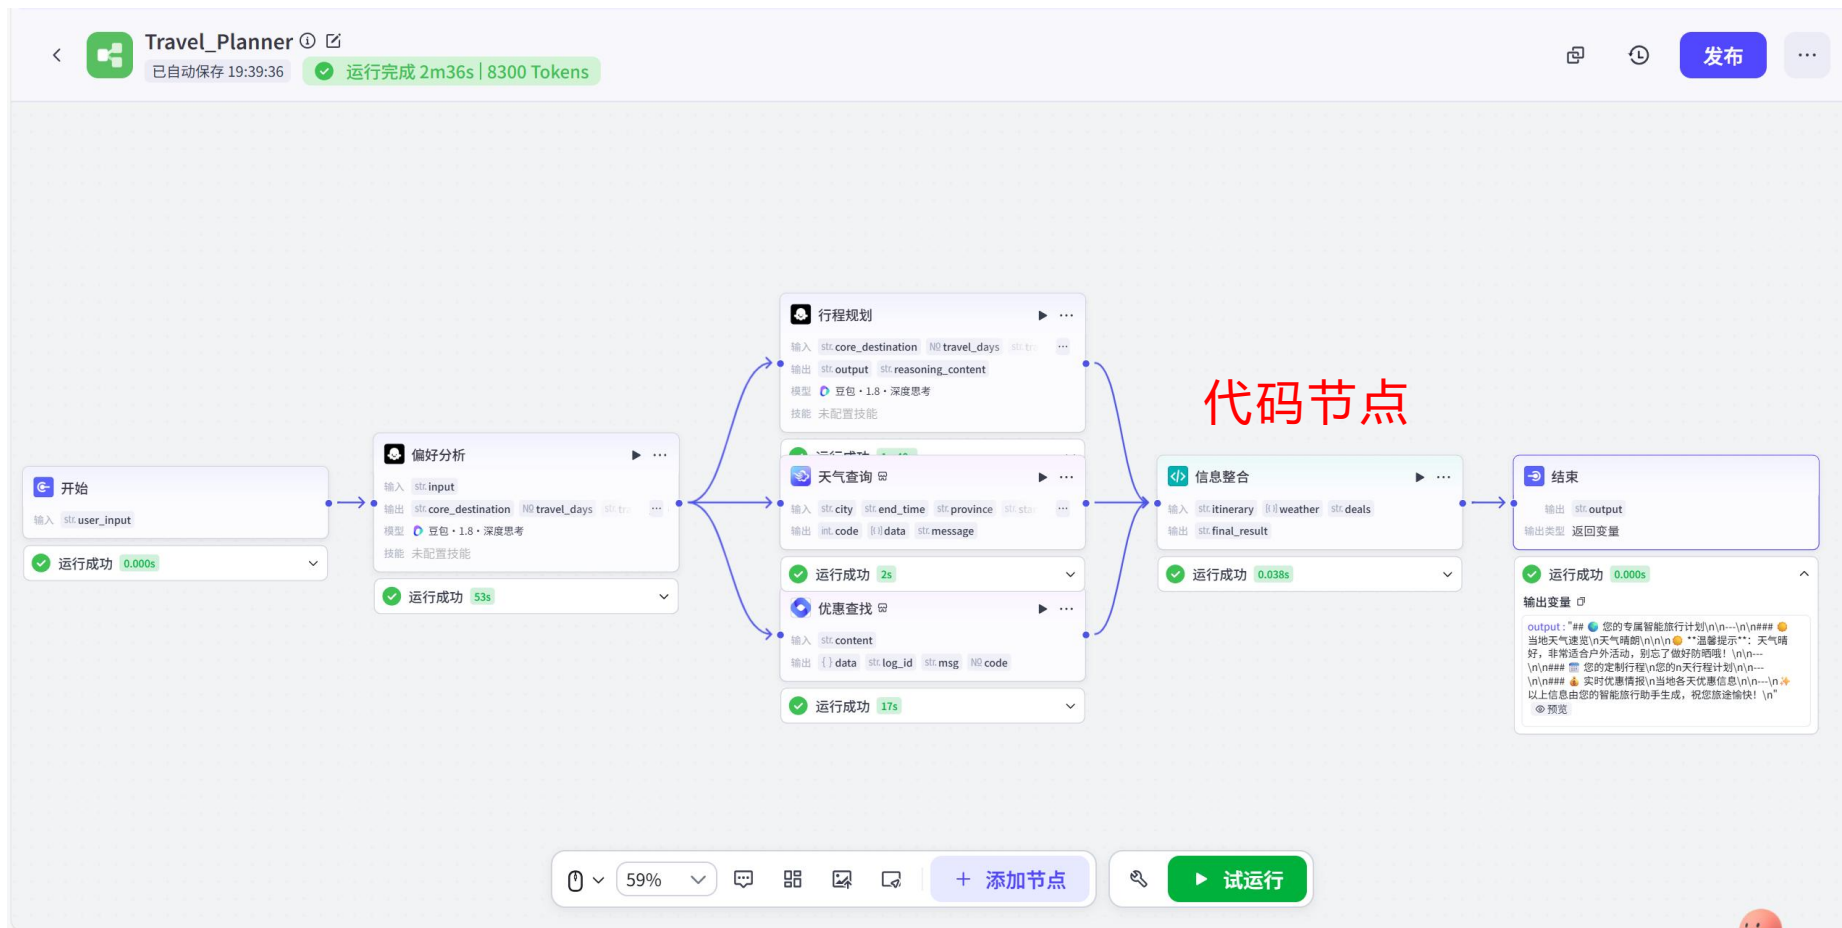 Travel_Planner
已自动保存 19:39:36
运行完成 2m36s | 8300 Tokens
发布
开始
输入 str. user_input
运行成功 0.000s
偏好分析
输入 str. input
输出 str. core_destination No travel_days str. tra
模型 豆包・1.8・深度思考
技能 未配置技能
运行成功 53s
行程规划
输入 str. core_destination No travel_days str. tra
输出 str. output str. reasoning_content
模型 豆包・1.8・深度思考
技能 未配置技能
天气查询
输入 str. city str. end_time str. province str. star
输出 int. code [{}] data str. message
运行成功 2s
优惠查找
输入 str. content
输出 { } data str. log_id str. msg No code
运行成功 17s
代码节点
信息整合
输入 str. itinerary [{}] weather str. deals
输出 str. final_result
运行成功 0.038s
结束
输出 str. output
输出类型 返回变量
运行成功 0.000s
输出变量
output : "## 🌍 您的专属智能旅行计划\n\n---\n\n### 🌞
当地天气速览\n天气晴朗\n\n\n🌞 **温馨提示**：天气晴
好，非常适合户外活动，别忘了做好防晒哦！\n\n---
\n\n### 🗓️ 您的定制行程\n您的n天行程计划\n\n---
\n\n### 💰 实时优惠情报\n当地各天优惠信息\n\n---\n✨
以上信息由您的智能旅行助手生成，祝您旅途愉快！\n"
预览
59%
添加节点
试运行